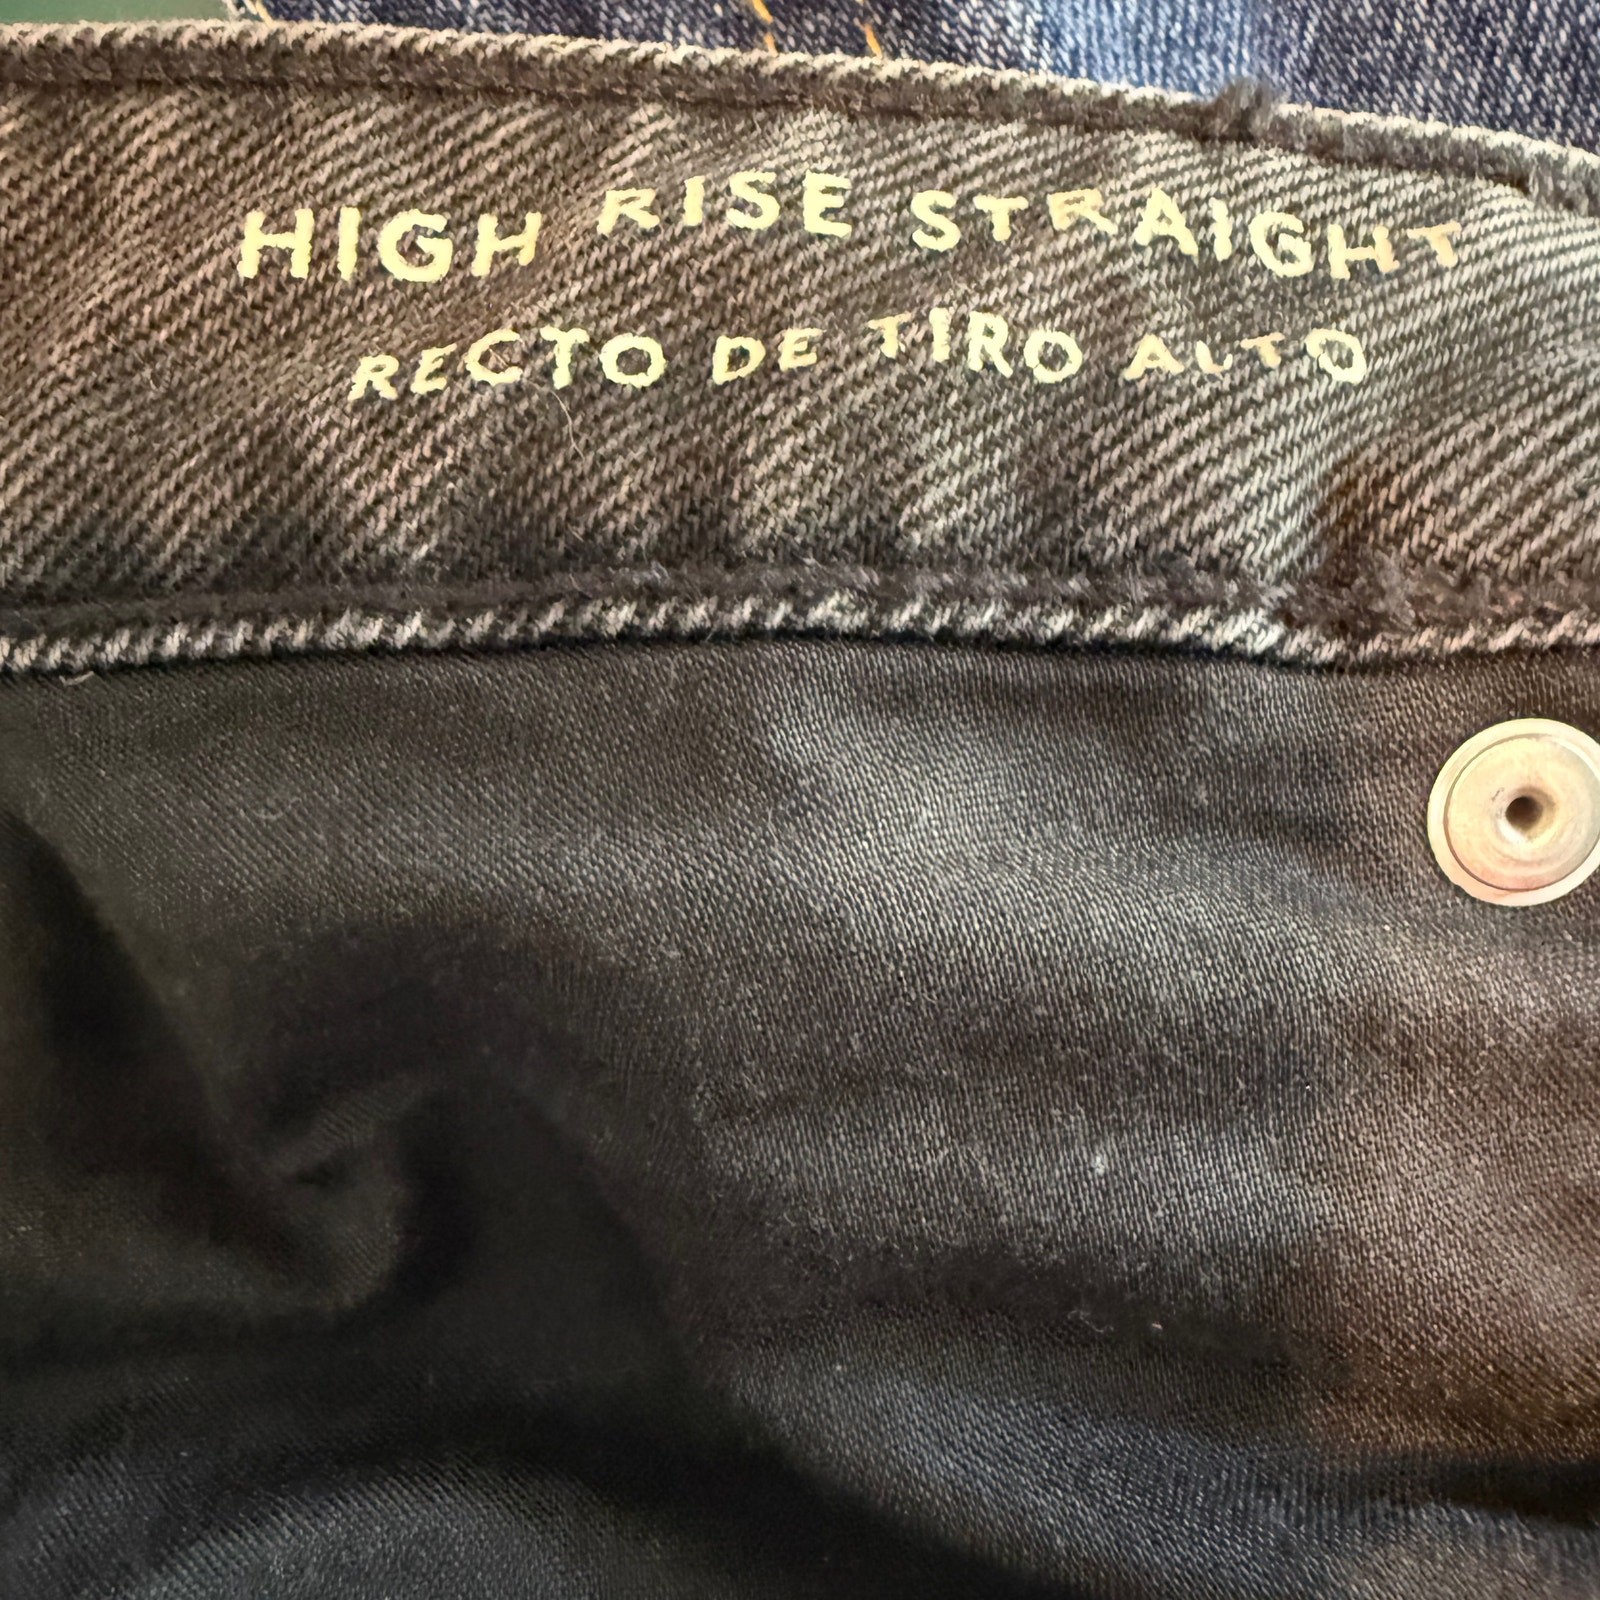 HIGH RISE STRAIGHT
RECTO DE TIRO ALTO